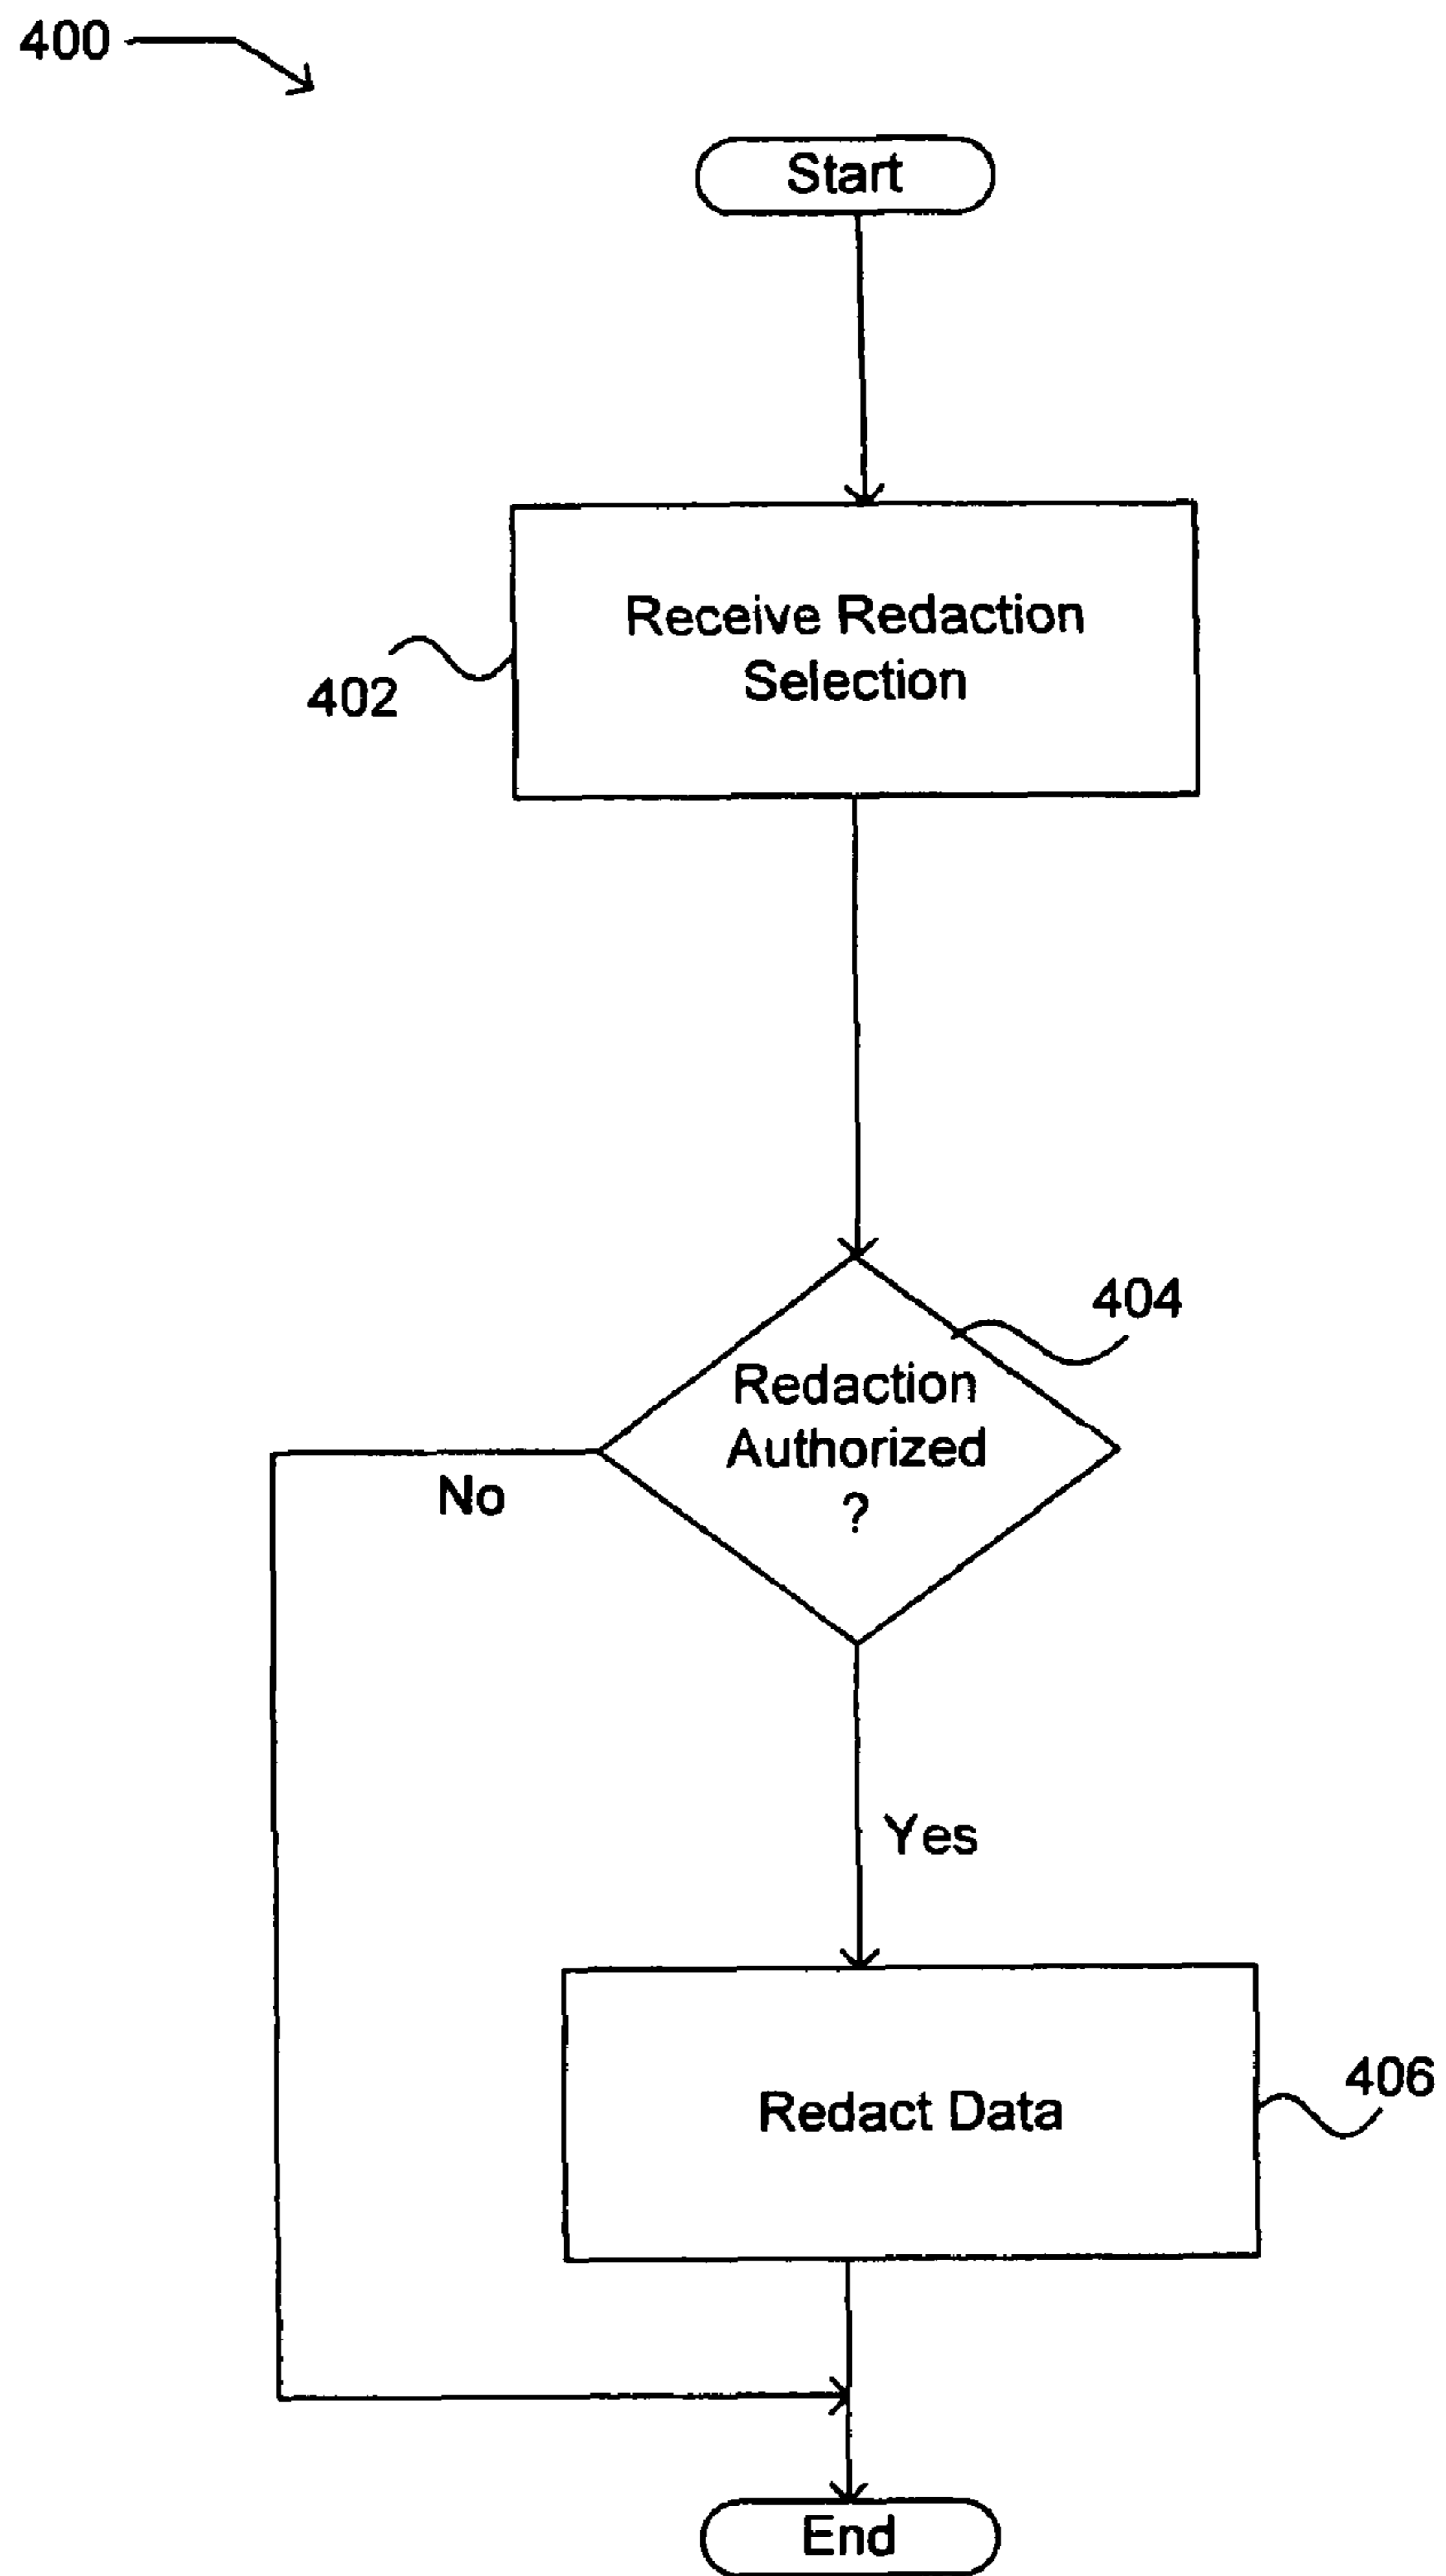 400
Start
Receive Redaction
Selection
402
404
Redaction
Authorized
?
No
Yes
Redact Data
406
End